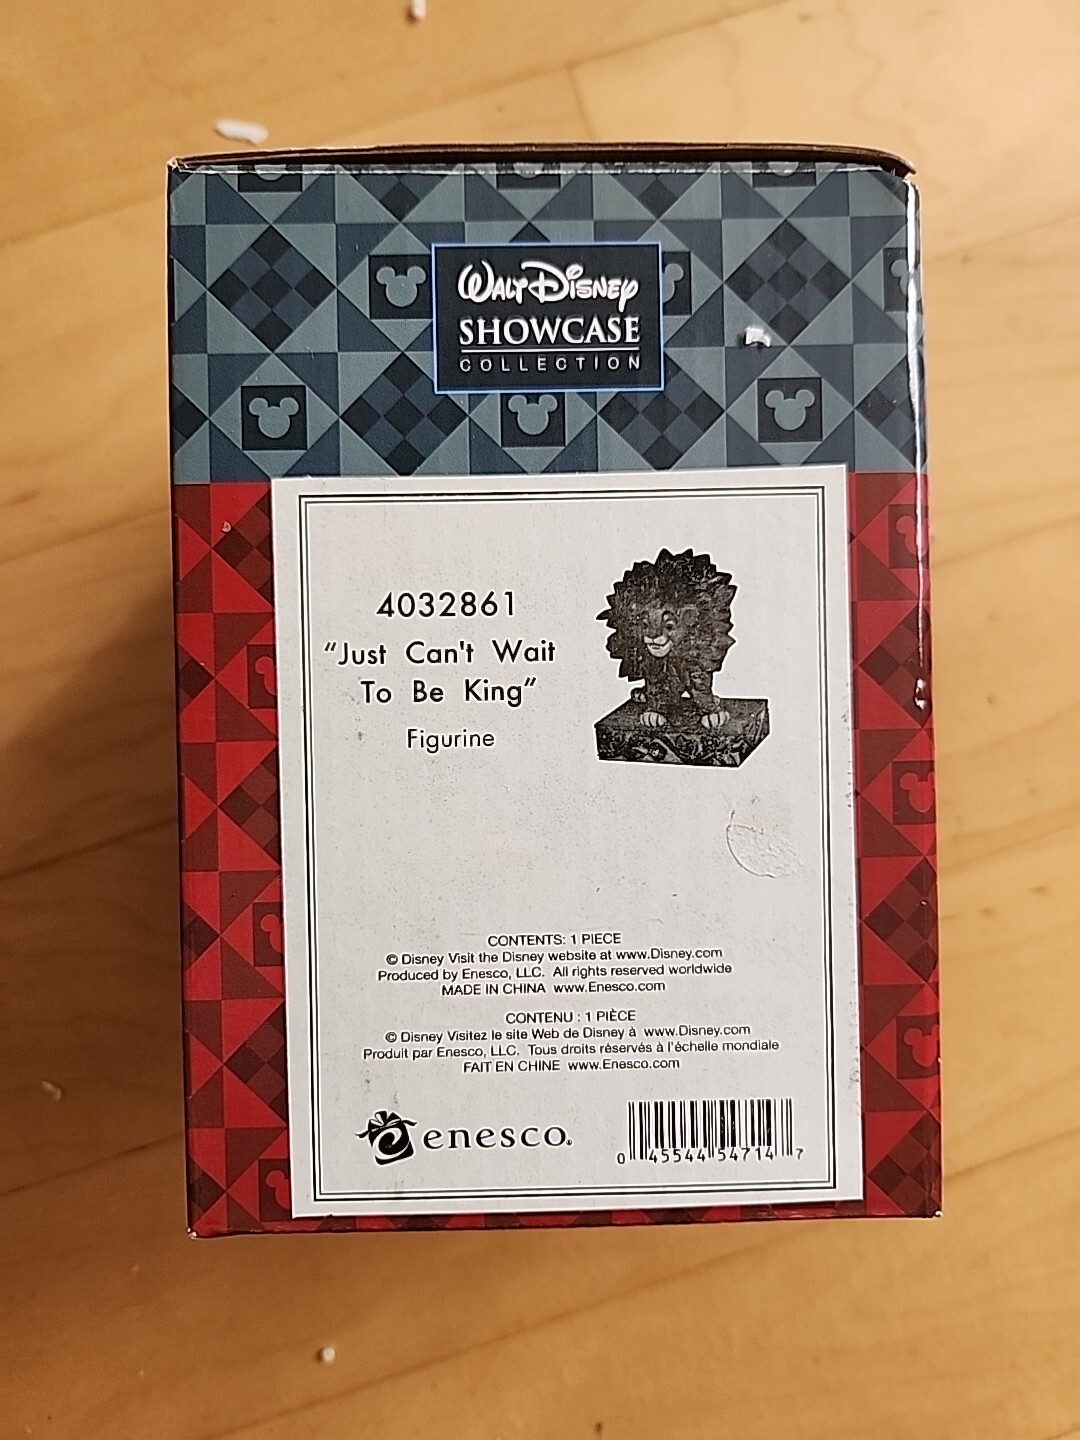 WALT DISNEY
SHOWCASE
COLLECTION
4032861
"Just Can't Wait
To Be King"
Figurine
CONTENTS: 1 PIECE
© Disney Visit the Disney website at www.Disney.com
Produced by Enesco, LLC. All rights reserved worldwide
MADE IN CHINA www.Enesco.com
CONTENU : 1 PIÈCE
© Disney Visitez le site Web de Disney à www.Disney.com
Produit par Enesco, LLC. Tous droits réservés à l'échelle mondiale
FAIT EN CHINE www.Enesco.com
enesco.
0 45544 54714 7